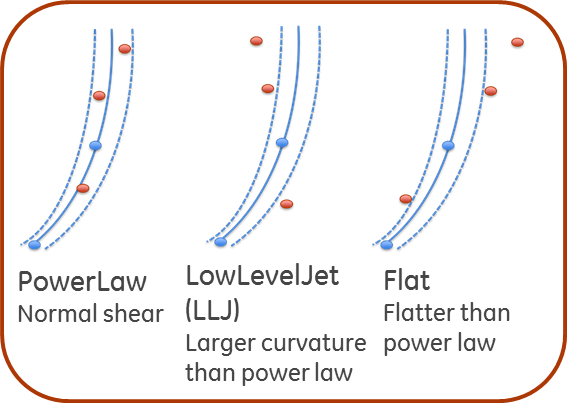 PowerLaw
Normal shear
LowLevelJet
(LLJ)
Larger curvature
than power law
Flat
Flatter than
power law